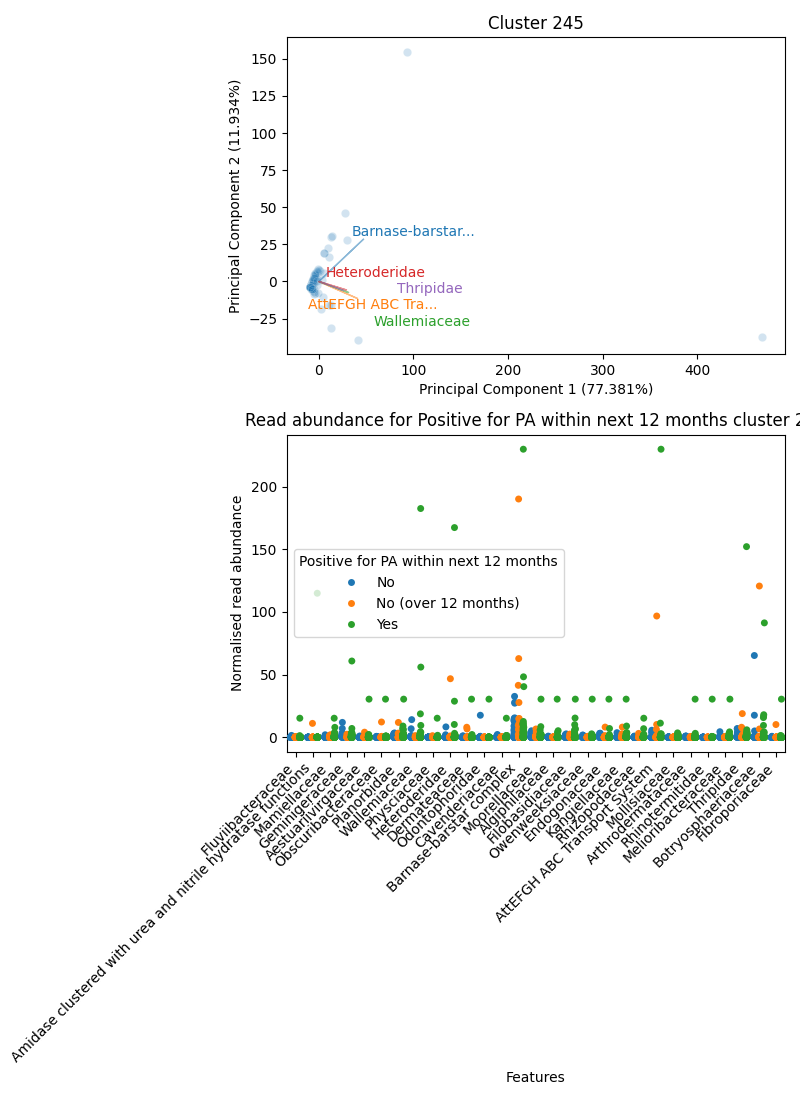 Cluster 245
150
125
100
75
50
25
0
−25
Principal Component 2 (11.934%)
Barnase-barstar...
Heteroderidae
Thripidae
AttEFGH ABC Tra...
Wallemiaceae
0
100
200
300
400
Principal Component 1 (77.381%)
Read abundance for Positive for PA within next 12 months cluster 2
200
150
100
50
0
Normalised read abundance
Positive for PA within next 12 months
No
No (over 12 months)
Yes
Fluviibacteraceae
Amidase clustered with urea and nitrile hydratase functions
Mamiellaceae
Geminigeraceae
Aestuariivirgaceae
Obscuribacteraceae
Planorbidae
Wallemiaceae
Physciaceae
Heteroderidae
Dermateaceae
Odontophoridae
Cavenderiaceae
Barnase-barstar complex
Moorellaceae
Algiphilaceae
Filobasidiaceae
Owenweeksiaceae
Endogonaceae
Kangiellaceae
Rhizopodaceae
AttEFGH ABC Transport System
Mollisiaceae
Arthrodermataceae
Rhinotermitidae
Melioribacteraceae
Thripidae
Botryosphaeriaceae
Fibroporiaceae
Features